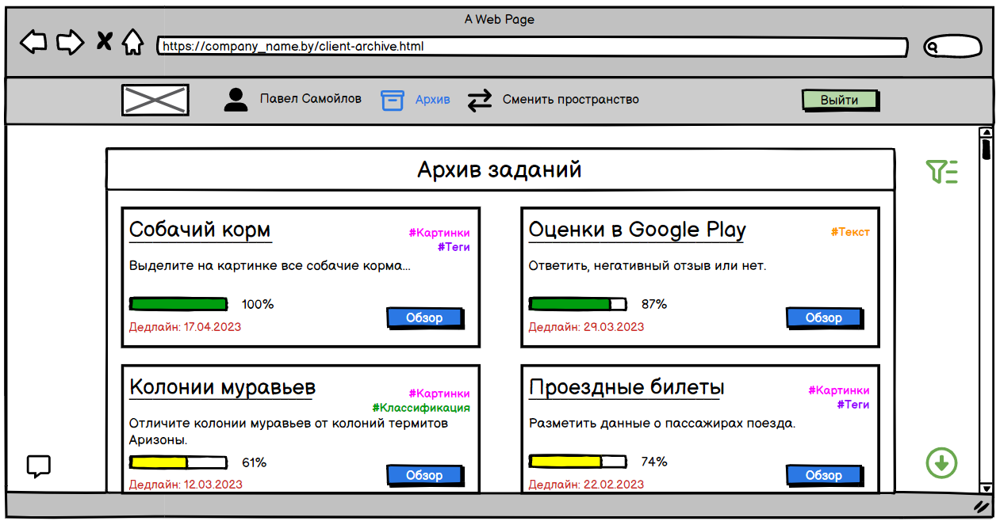 A Web Page
https://company_name.by/client-archive.html
Павел Самойлов
Архив
Сменить пространство
Выйти
Архив заданий
Собачий корм
#Картинки
#Теги
Выделите на картинке все собачие корма...
100%
Обзор
Дедлайн: 17.04.2023
Оценки в Google Play
#Текст
Ответить, негативный отзыв или нет.
87%
Обзор
Дедлайн: 29.03.2023
Колонии муравьев
#Картинки
#Классификация
Отличите колонии муравьев от колоний термитов
Аризоны.
61%
Обзор
Дедлайн: 12.03.2023
Проездные билеты
#Картинки
#Теги
Разметить данные о пассажирах поезда.
74%
Обзор
Дедлайн: 22.02.2023